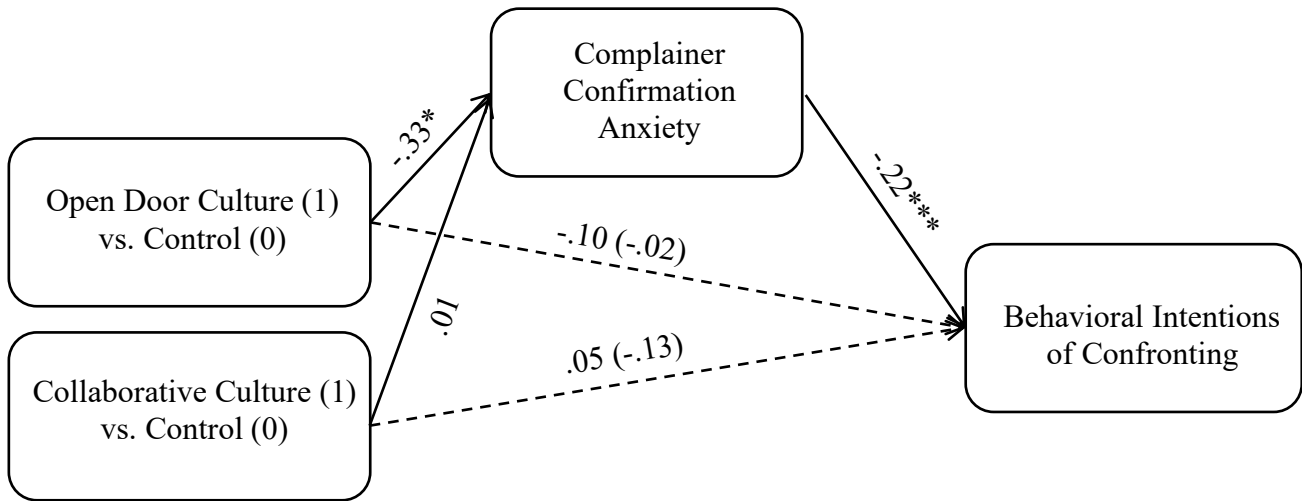 Complainer
Confirmation
Anxiety
-.33*
-.22***
Open Door Culture (1)
vs. Control (0)
-.10 (-.02)
.01
Behavioral Intentions
of Confronting
.05 (-.13)
Collaborative Culture (1)
vs. Control (0)